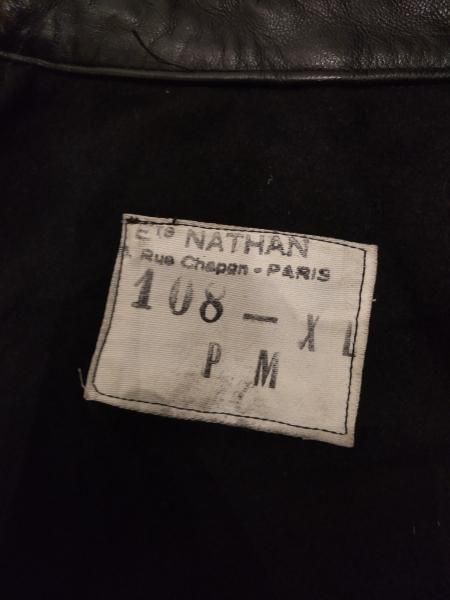 Ets NATHAN
Rue Chapon - PARIS
108 - XL
P M